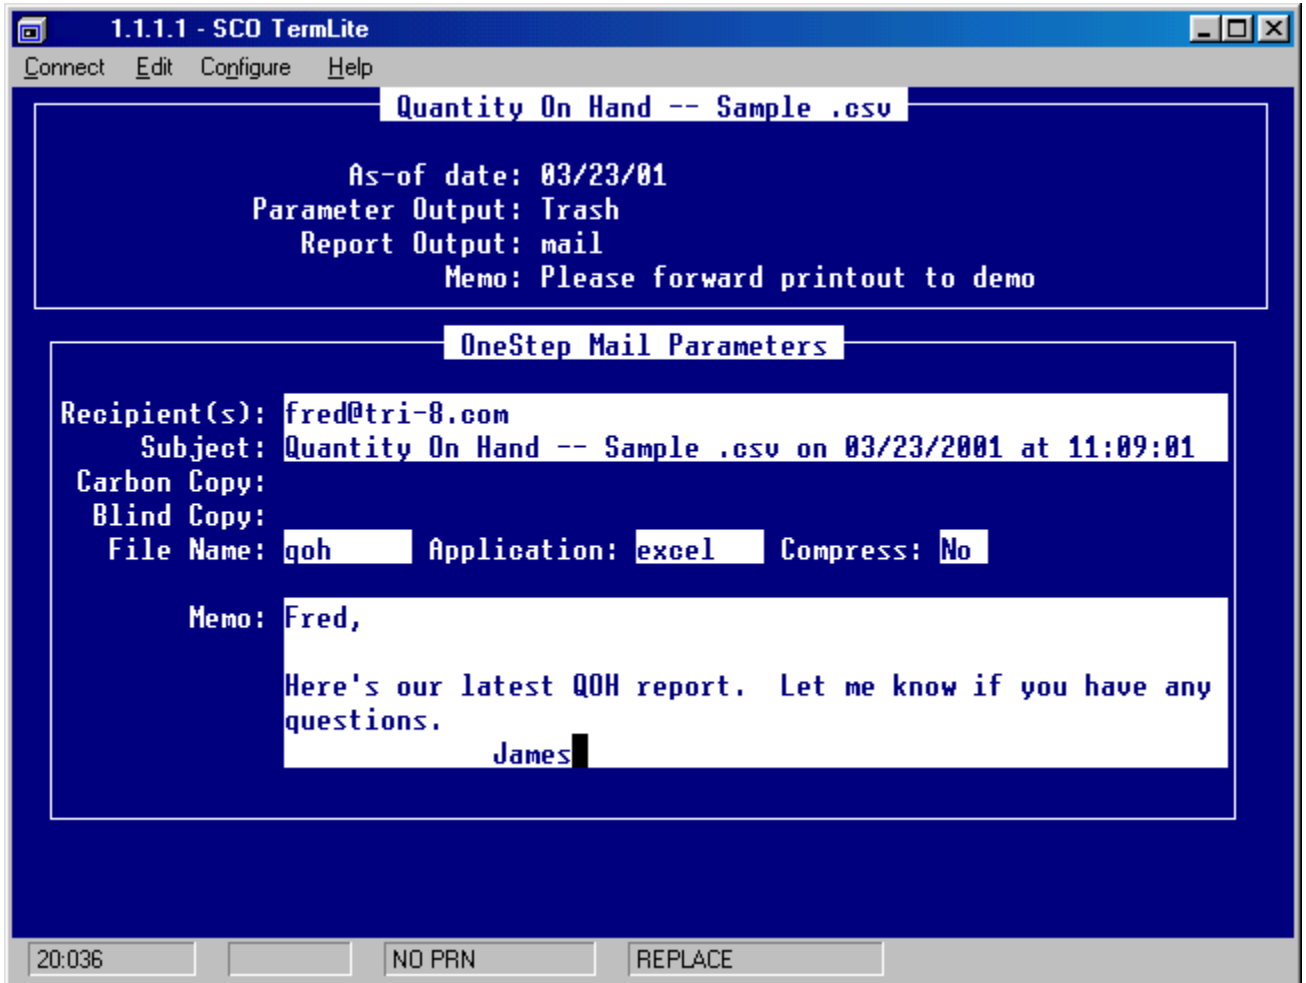 1.1.1.1 - SCO TermLite
Connect Edit Configure Help
Quantity On Hand -- Sample .csv
As-of date: 03/23/01
Parameter Output: Trash
Report Output: mail
Memo: Please forward printout to demo
OneStep Mail Parameters
Recipient(s): fred@tri-8.com
Subject: Quantity On Hand -- Sample .csv on 03/23/2001 at 11:09:01
Carbon Copy:
Blind Copy:
File Name: qoh Application: excel Compress: No
Memo: Fred,
Here's our latest QOH report.  Let me know if you have any
questions.
James
20:036 NO PRN REPLACE